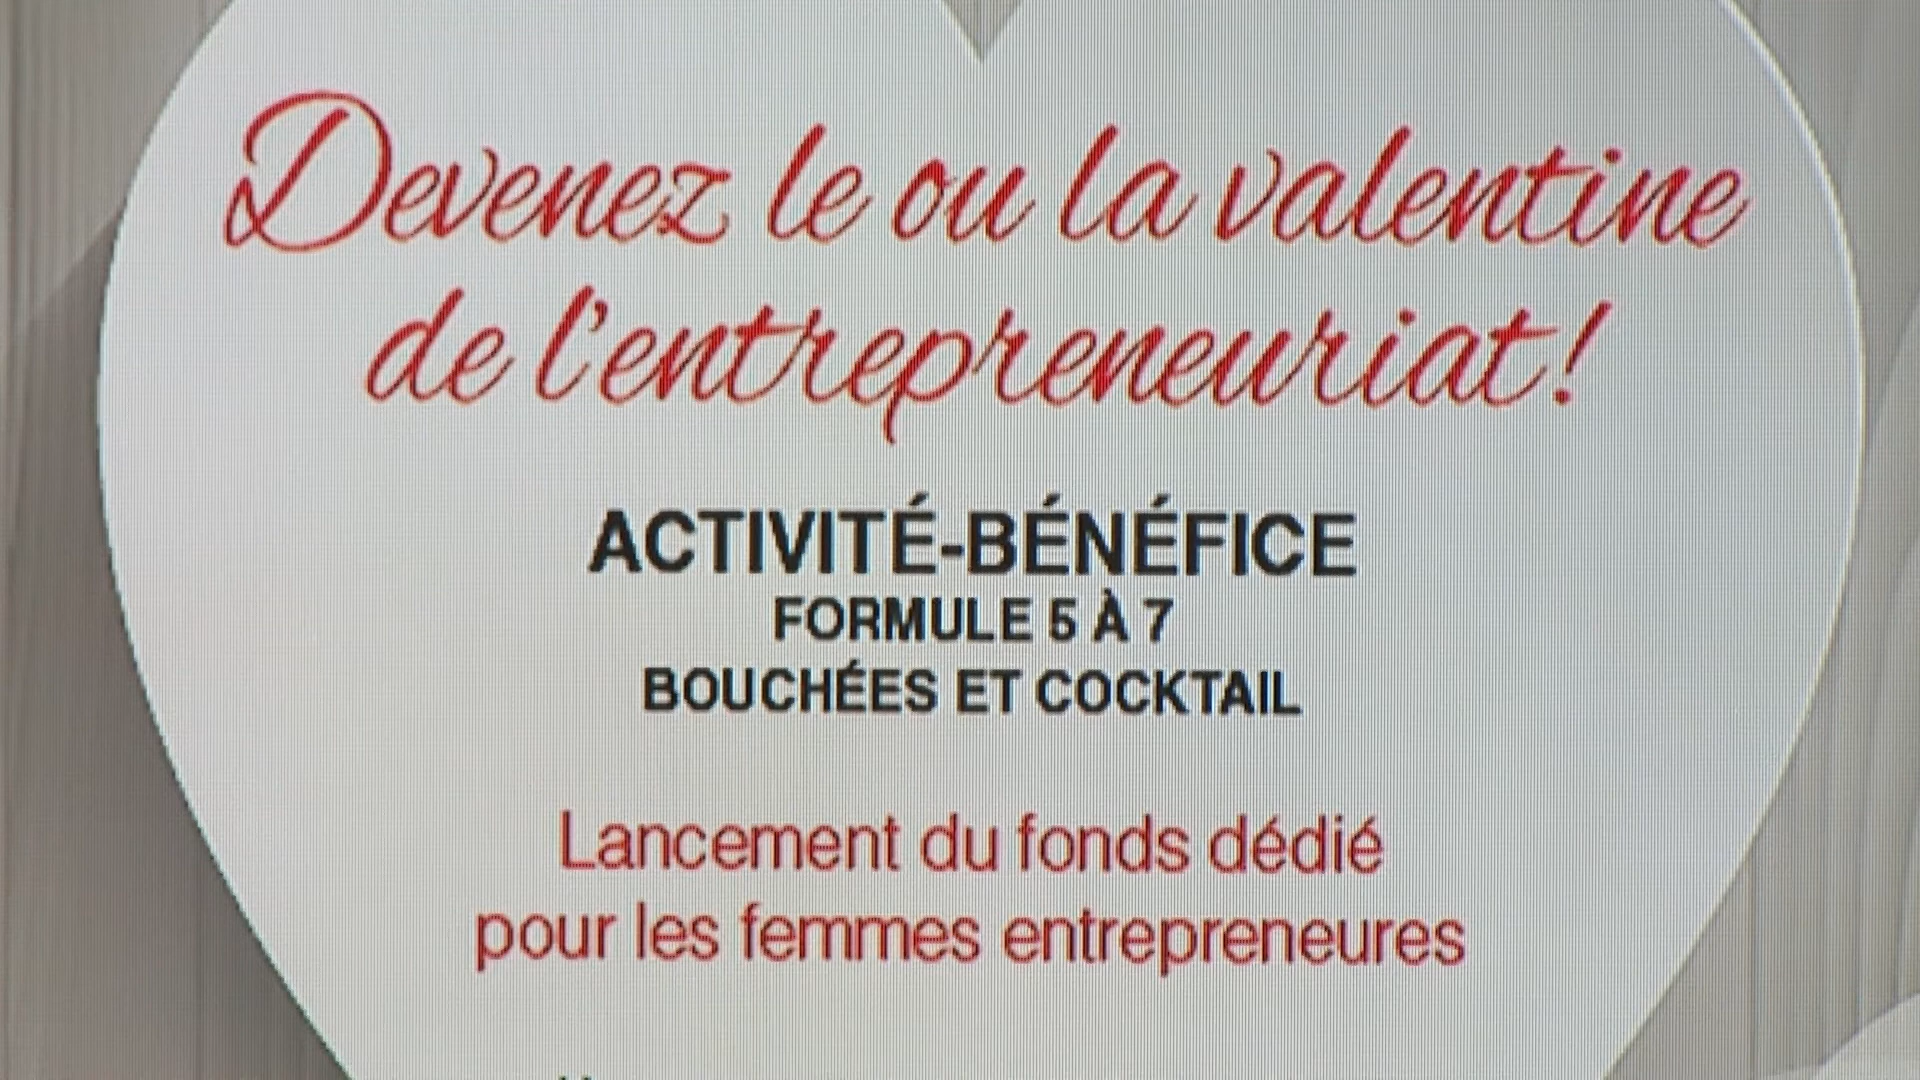 Devenez le ou la valentine
de l'entrepreneuriat!
ACTIVITÉ-BÉNÉFICE
FORMULE 5 À 7
BOUCHÉES ET COCKTAIL
Lancement du fonds dédié
pour les femmes entrepreneures